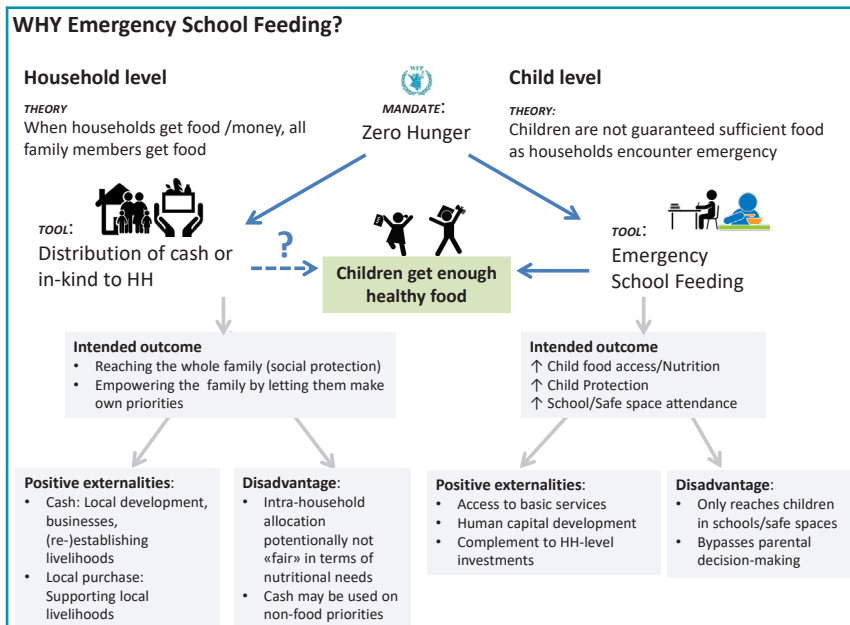 WHY Emergency School Feeding?
Household level
THEORY
When households get food /money, all
family members get food
WFP
MANDATE:
Zero Hunger
Child level
THEORY:
Children are not guaranteed sufficient food
as households encounter emergency
TOOL:
Distribution of cash or
in-kind to HH
?
Children get enough
healthy food
TOOL:
Emergency
School Feeding
Intended outcome
• Reaching the whole family (social protection)
• Empowering the family by letting them make
own priorities
Intended outcome
↑ Child food access/Nutrition
↑ Child Protection
↑ School/Safe space attendance
Positive externalities:
• Cash: Local development,
businesses,
(re-)establishing
livelihoods
• Local purchase:
Supporting local
livelihoods
Disadvantage:
• Intra-household
allocation
potentially not
«fair» in terms of
nutritional needs
• Cash may be used on
non-food priorities
Positive externalities:
• Access to basic services
• Human capital development
• Complement to HH-level
investments
Disadvantage:
• Only reaches children
in schools/safe spaces
• Bypasses parental
decision-making